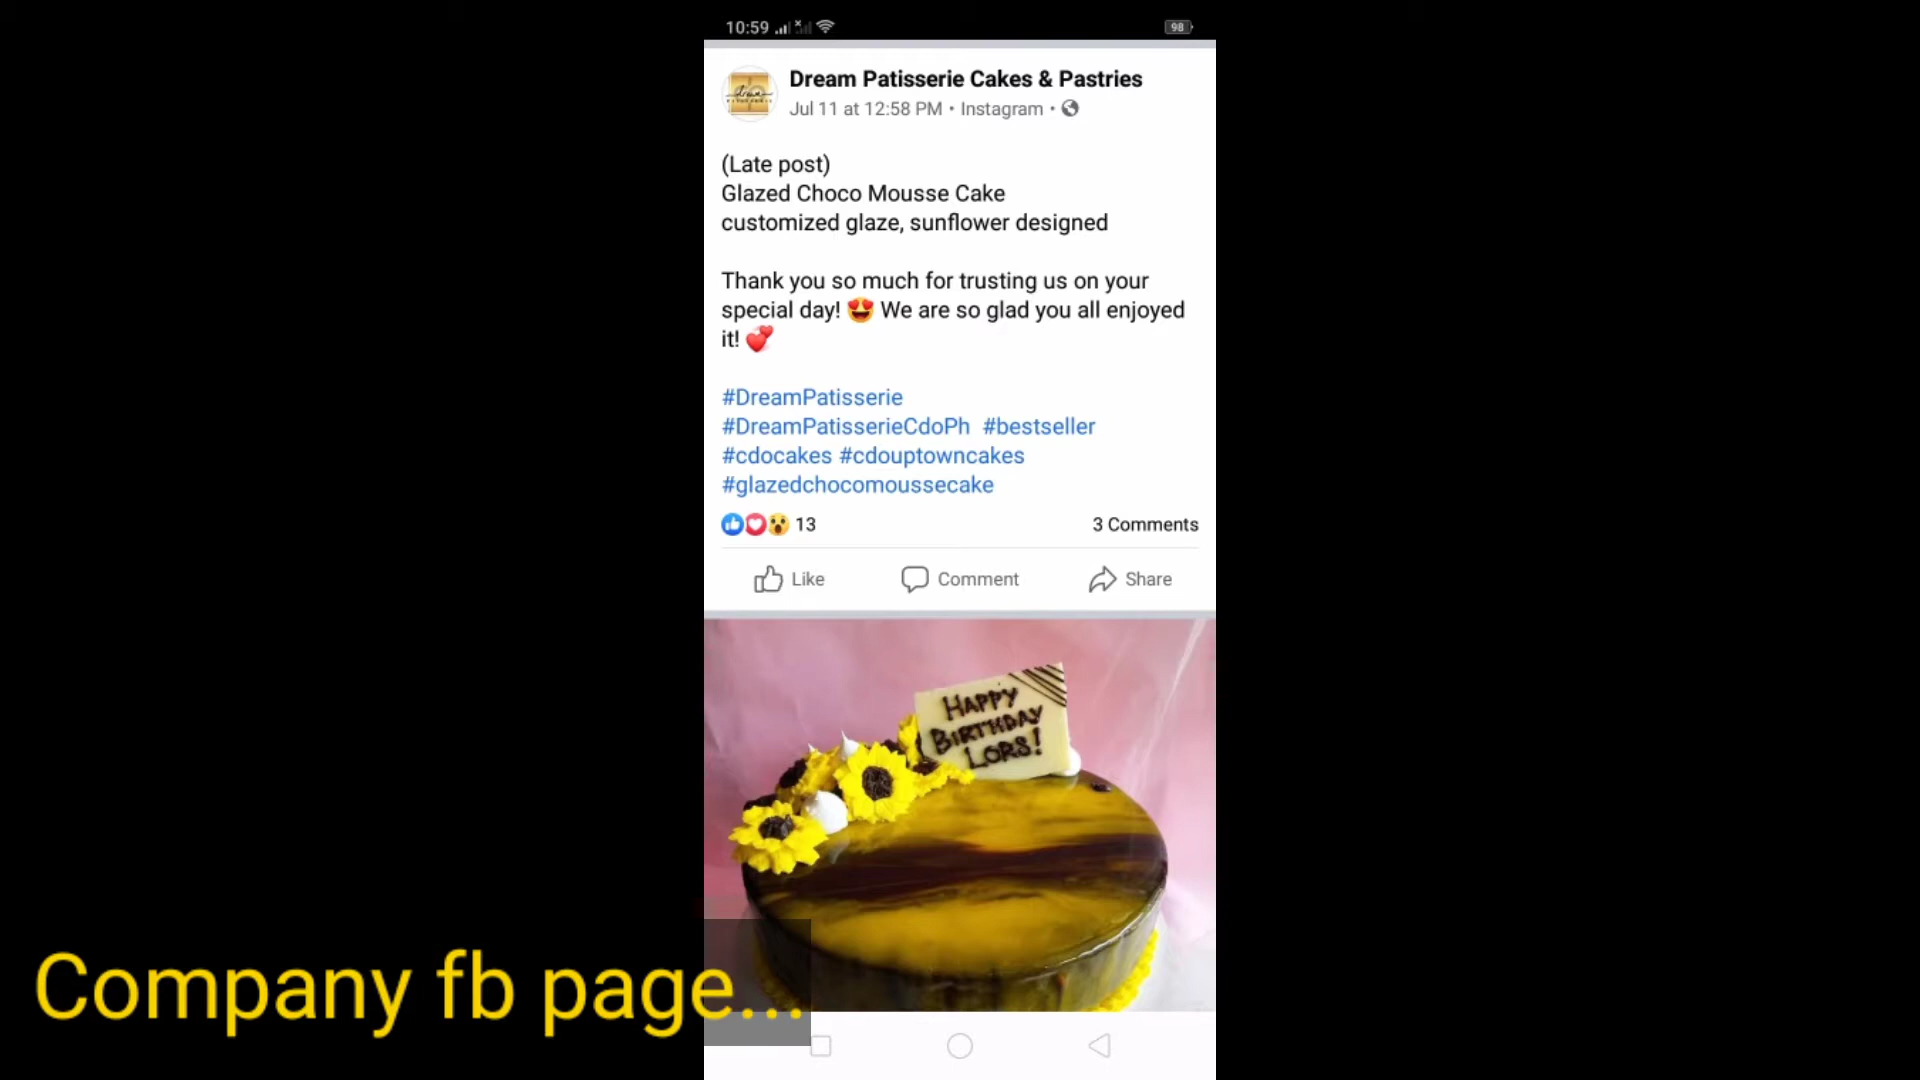 10:59
98
Dream Patisserie Cakes & Pastries
Jul 11 at 12:58 PM • Instagram •
(Late post)
Glazed Choco Mousse Cake
customized glaze, sunflower designed
Thank you so much for trusting us on your
special day! 😍 We are so glad you all enjoyed
it! 💞
#DreamPatisserie
#DreamPatisserieCdoPh #bestseller
#cdocakes #cdouptowncakes
#glazedchocomoussecake
13
3 Comments
Like
Comment
Share
HAPPY
BIRTHDAY
LORS!
Company fb page...